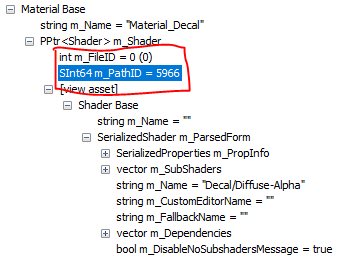 Material Base
string m_Name = "Material_Decal"
PPtr<Shader> m_Shader
int m_FileID = 0 (0)
SInt64 m_PathID = 5966
[view asset]
Shader Base
string m_Name = ""
SerializedShader m_ParsedForm
SerializedProperties m_PropInfo
vector m_SubShaders
string m_Name = "Decal/Diffuse-Alpha"
string m_CustomEditorName = ""
string m_FallbackName = ""
vector m_Dependencies
bool m_DisableNoSubshadersMessage = true